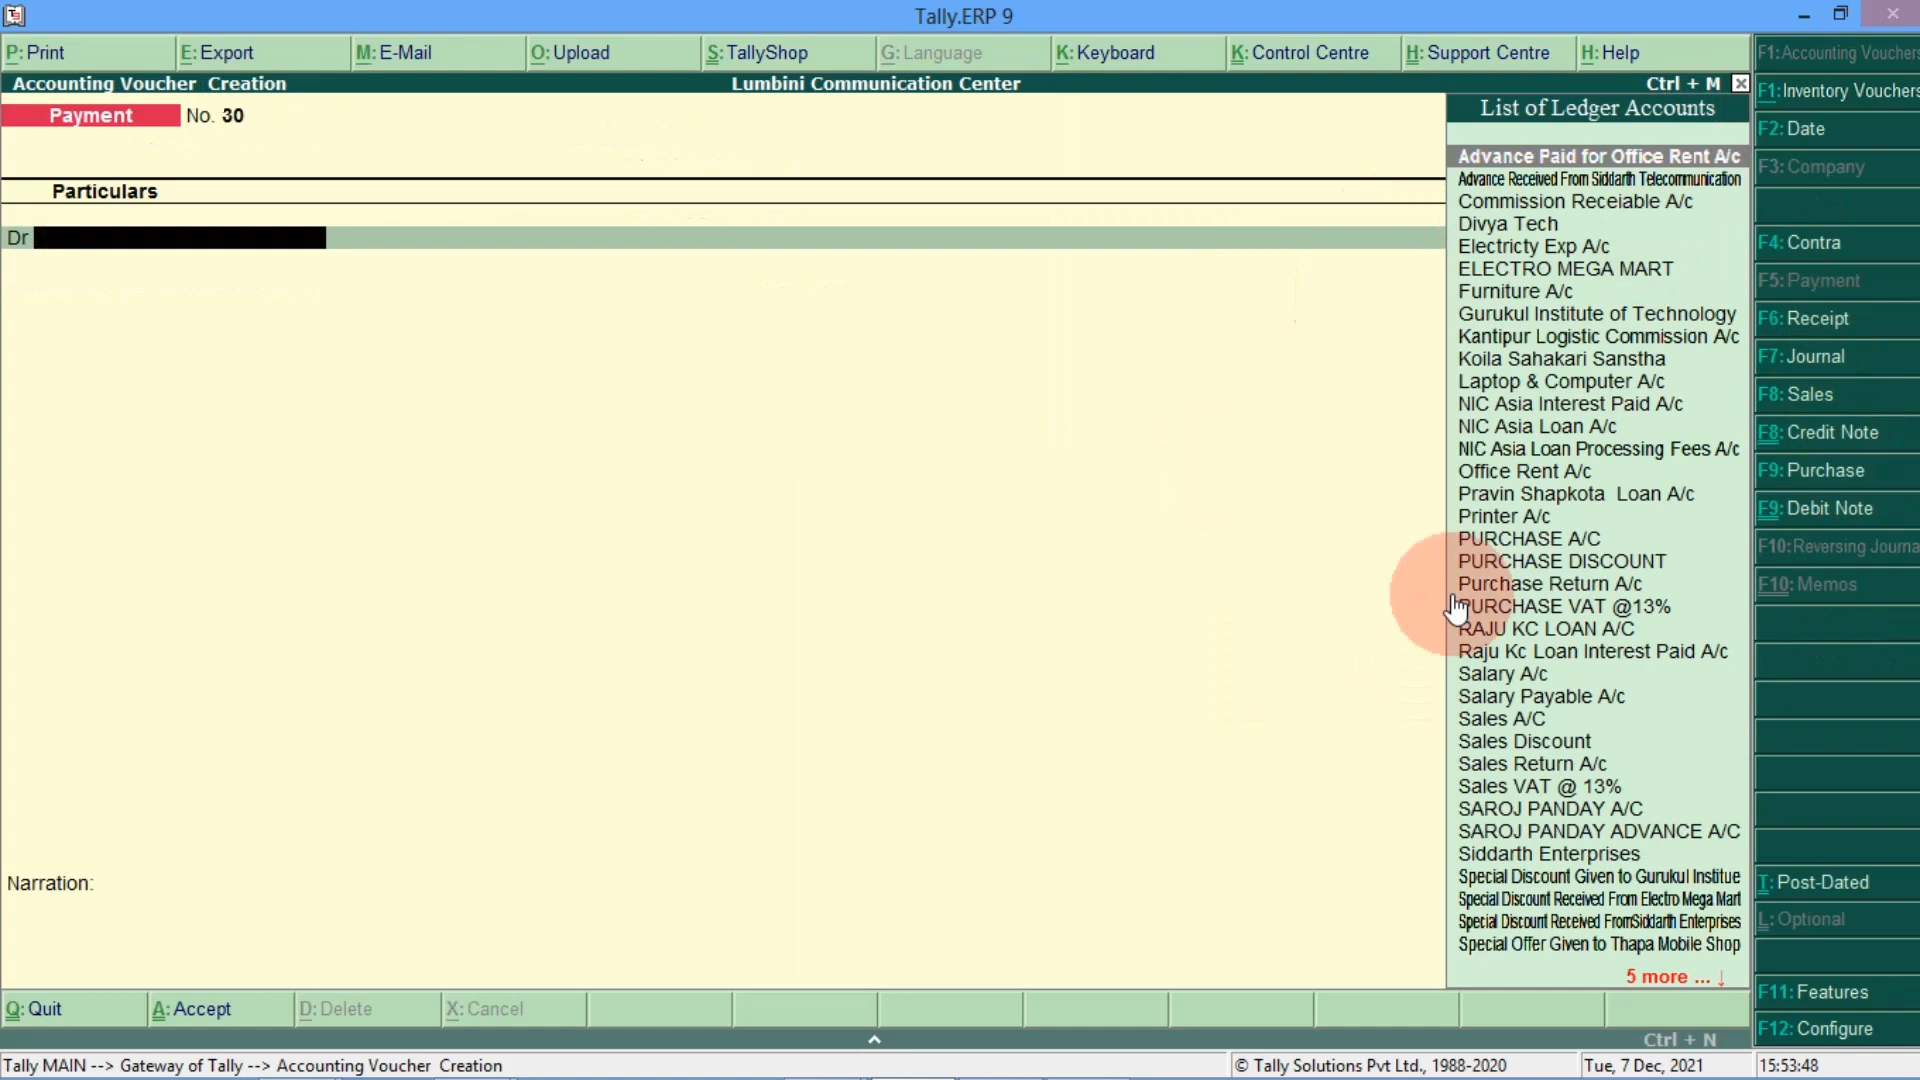 Tally.ERP 9
P: Print
E: Export
M: E-Mail
O: Upload
S: TallyShop
G: Language
K: Keyboard
K: Control Centre
H: Support Centre
H: Help
Accounting Voucher Creation
Lumbini Communication Center
Ctrl + M
Payment No. 30
Particulars
Dr
Narration:
List of Ledger Accounts
Advance Paid for Office Rent A/c
Advance Received From Siddarth Telecommunication
Commission Receiable A/c
Divya Tech
Electricty Exp A/c
ELECTRO MEGA MART
Furniture A/c
Gurukul Institute of Technology
Kantipur Logistic Commission A/c
Koila Sahakari Sanstha
Laptop & Computer A/c
NIC Asia Interest Paid A/c
NIC Asia Loan A/c
NIC Asia Loan Processing Fees A/c
Office Rent A/c
Pravin Shapkota Loan A/c
Printer A/c
PURCHASE A/C
PURCHASE DISCOUNT
Purchase Return A/c
PURCHASE VAT @13%
RAJU KC LOAN A/C
Raju Kc Loan Interest Paid A/c
Salary A/c
Salary Payable A/c
Sales A/C
Sales Discount
Sales Return A/c
Sales VAT @ 13%
SAROJ PANDAY A/C
SAROJ PANDAY ADVANCE A/C
Siddarth Enterprises
Special Discount Given to Gurukul Institue
Special Discount Received From Electro Mega Mart
Special Discount Received FromSiddarth Enterprises
Special Offer Given to Thapa Mobile Shop
5 more ... ↓
F1: Accounting Vouchers
F1: Inventory Vouchers
F2: Date
F3: Company
F4: Contra
F5: Payment
F6: Receipt
F7: Journal
F8: Sales
F8: Credit Note
F9: Purchase
F9: Debit Note
F10: Reversing Journa
F10: Memos
T: Post-Dated
L: Optional
F11: Features
F12: Configure
Q: Quit
A: Accept
D: Delete
X: Cancel
Ctrl + N
Tally MAIN --> Gateway of Tally --> Accounting Voucher Creation
© Tally Solutions Pvt Ltd., 1988-2020
Tue, 7 Dec, 2021
15:53:48